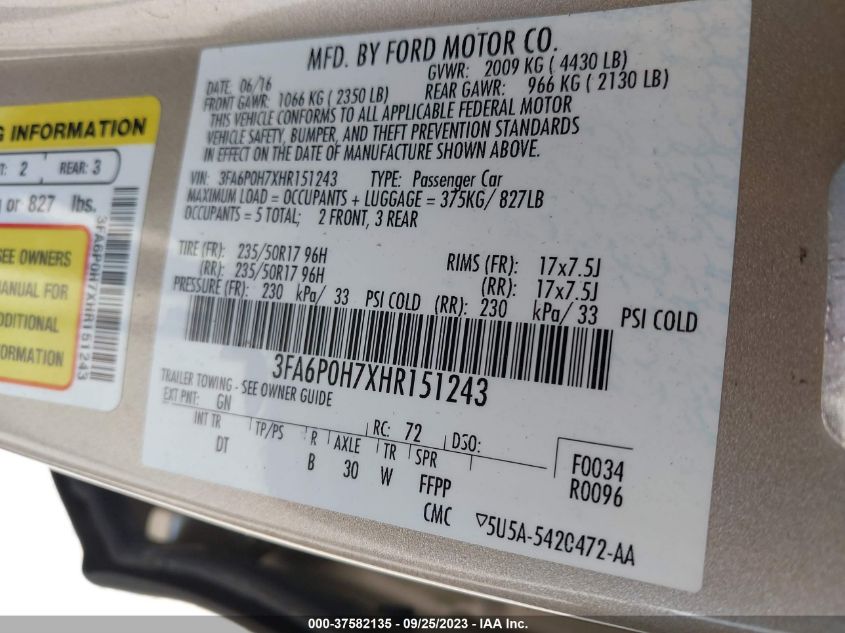 MFD. BY FORD MOTOR CO.
DATE: 06/16 GVWR: 2009 KG ( 4430 LB)
FRONT GAWR: 1066 KG ( 2350 LB) REAR GAWR: 966 KG ( 2130 LB)
THIS VEHICLE CONFORMS TO ALL APPLICABLE FEDERAL MOTOR
VEHICLE SAFETY, BUMPER, AND THEFT PREVENTION STANDARDS
IN EFFECT ON THE DATE OF MANUFACTURE SHOWN ABOVE.
VIN: 3FA6P0H7XHR151243 TYPE: Passenger Car
MAXIMUM LOAD = OCCUPANTS + LUGGAGE = 375KG/ 827LB
OCCUPANTS = 5 TOTAL; 2 FRONT, 3 REAR
TIRE (FR): 235/50R17 96H RIMS (FR): 17x7.5J
(RR): 235/50R17 96H (RR): 17x7.5J
PRESSURE (FR): 230 kPa/ 33 PSI COLD (RR): 230 kPa/ 33 PSI COLD
3FA6P0H7XHR151243
TRAILER TOWING - SEE OWNER GUIDE
EXT PNT: GN RC: 72 DSO:
INT TR TP/PS R AXLE TR SPR
DT B 30 W FFPP
CMC
F0034
R0096
▽5U5A-5420472-AA
INFORMATION
2 REAR: 3
or 827 lbs.
SEE OWNERS
MANUAL FOR
ADDITIONAL
INFORMATION
3FA6P0H7XHR151243
000-37582135 - 09/25/2023 - IAA Inc.